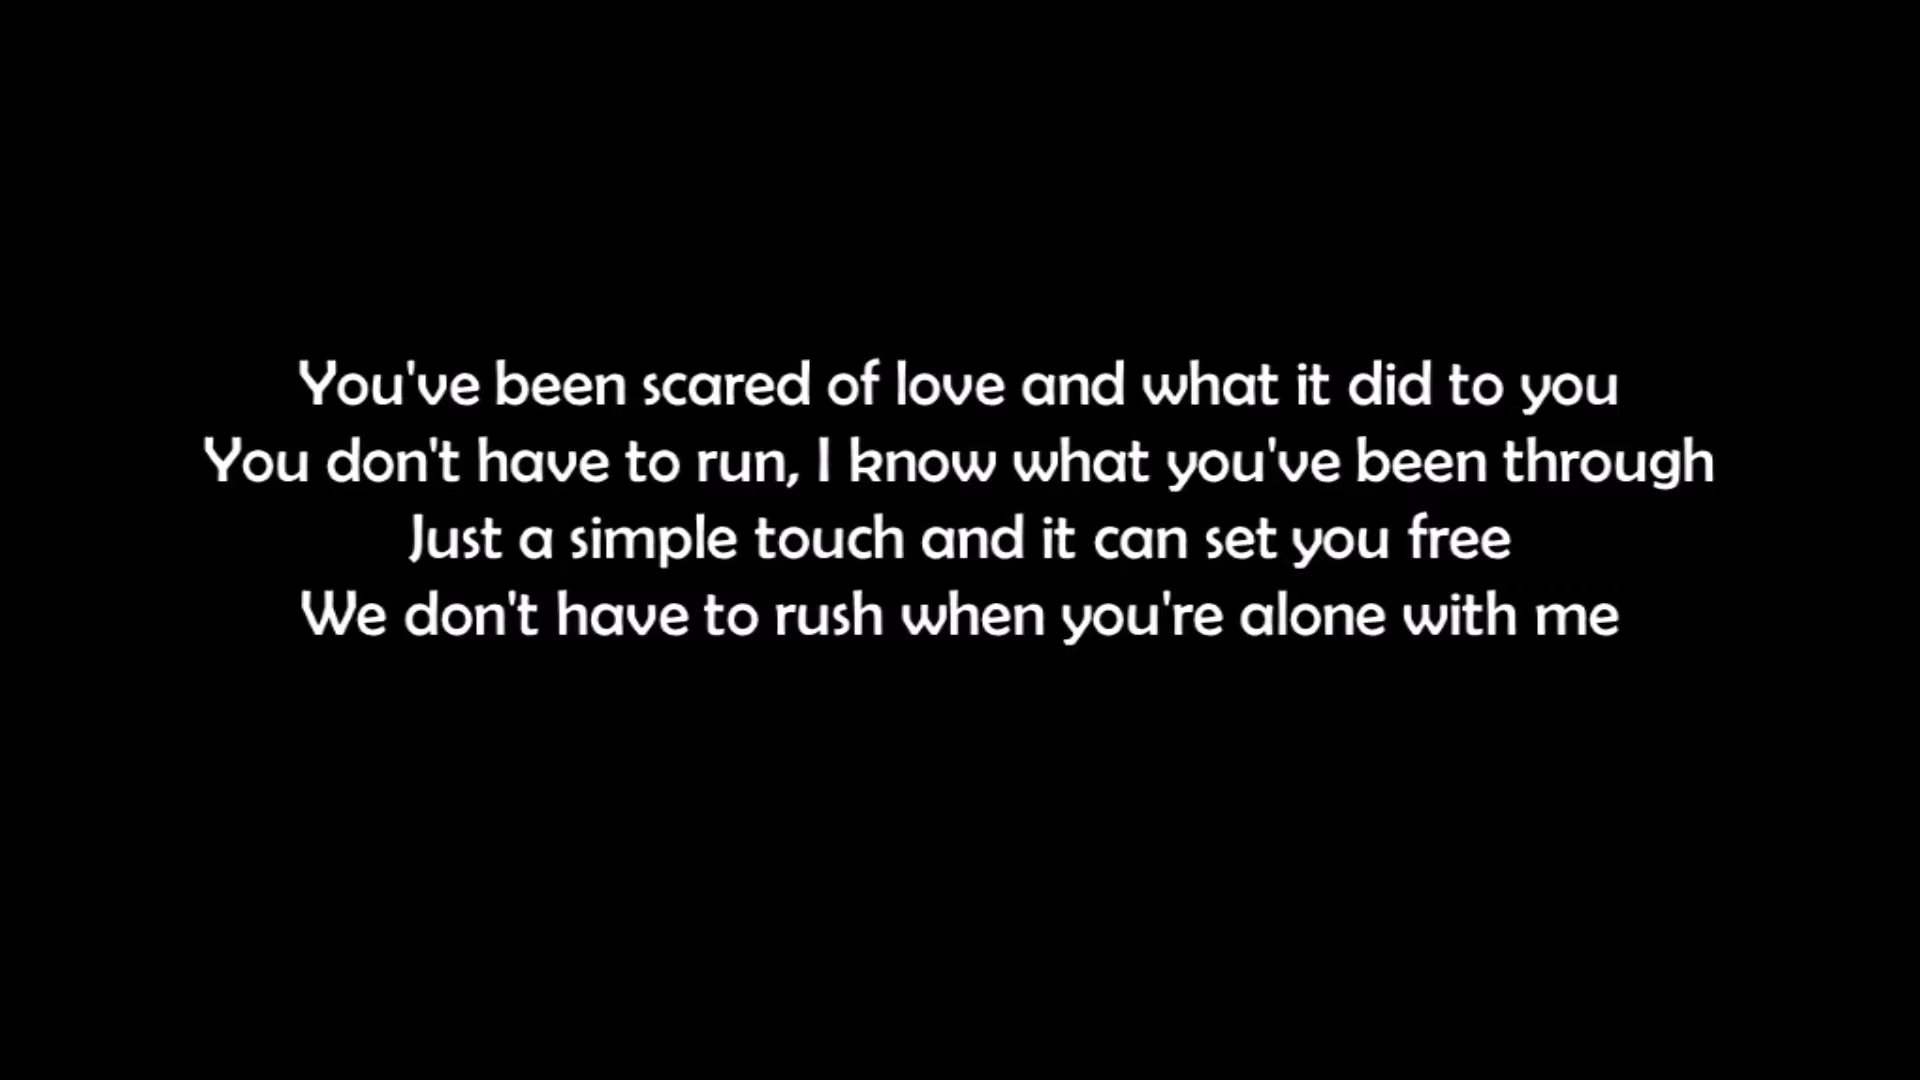 You've been scared of love and what it did to you
You don't have to run, I know what you've been through
Just a simple touch and it can set you free
We don't have to rush when you're alone with me